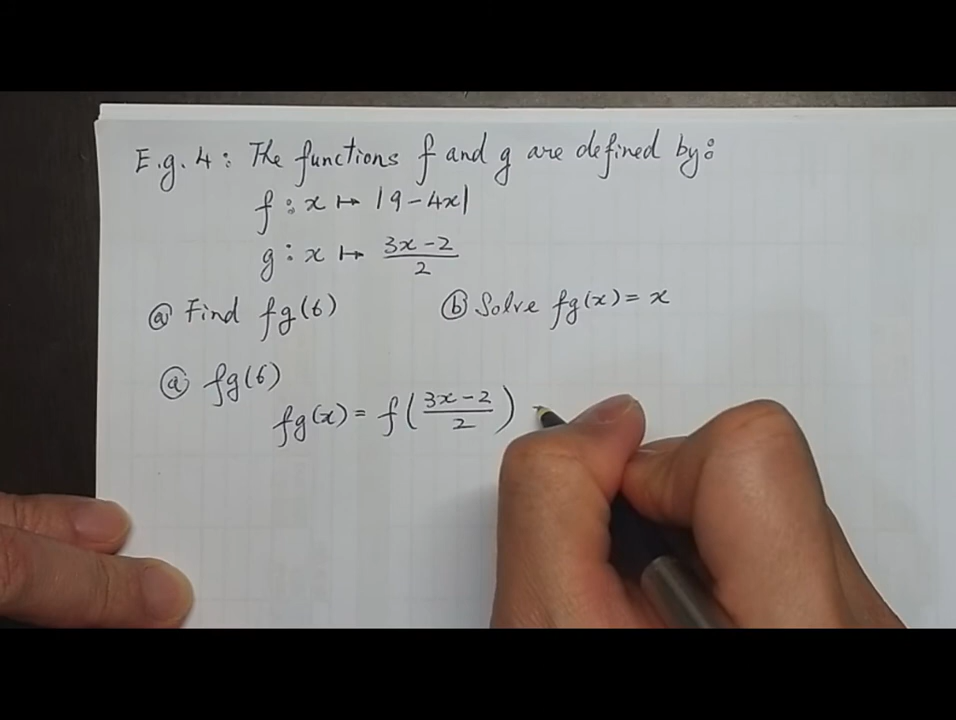 E.g. 4: The functions f and g are defined by:
f : x ↦ |9 - 4x|
g : x ↦ (3x - 2)/2
ⓐ Find fg(6) ⓑ Solve fg(x) = x
ⓐ fg(6)
fg(x) = f((3x - 2)/2)